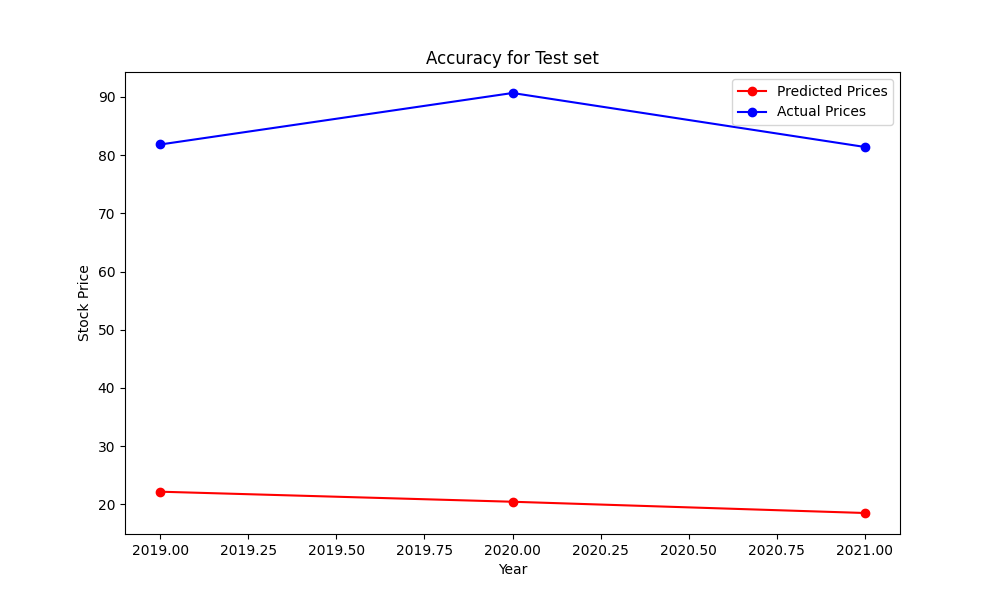 Accuracy for Test set
Predicted Prices
Actual Prices
Stock Price
90
80
70
60
50
40
30
20
2019.00 2019.25 2019.50 2019.75 2020.00 2020.25 2020.50 2020.75 2021.00
Year